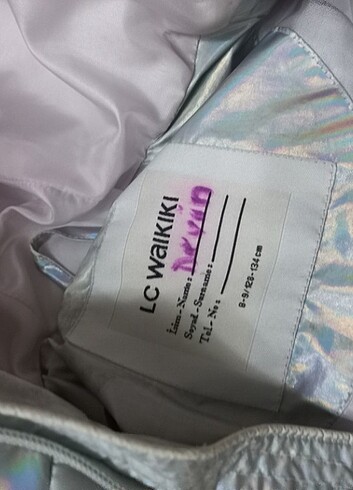 LC WAIKIKI
İsim - Name :
Soyad - Surname :
Tel - No :
8-9/128-134 cm